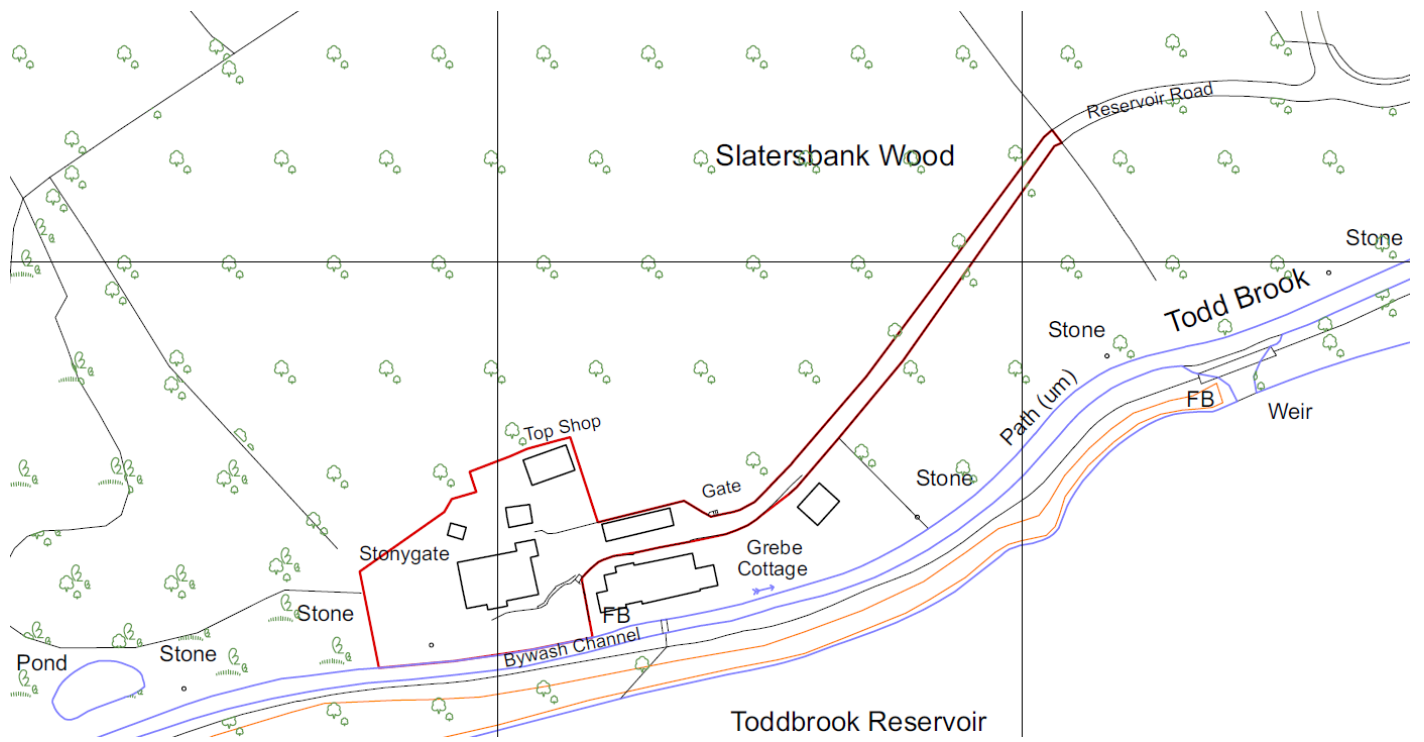 Reservoir Road
Slatersbank Wood
Stone
Todd Brook
Stone
Path (um)
FB
Weir
Top Shop
Gate
Stone
Stonygate
Grebe
Cottage
Stone
FB
Bywash Channel
Pond
Stone
Toddbrook Reservoir